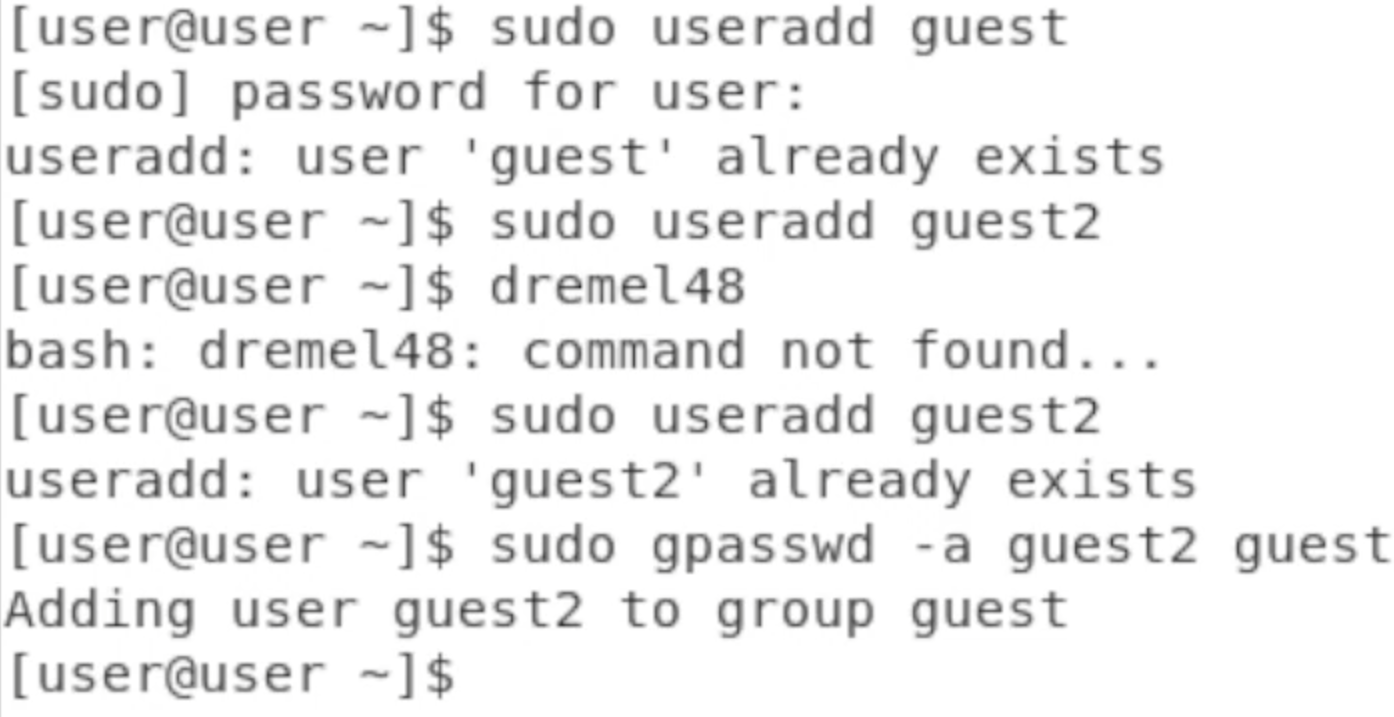 [user@user ~]$ sudo useradd guest
[sudo] password for user:
useradd: user 'guest' already exists
[user@user ~]$ sudo useradd guest2
[user@user ~]$ dremel48
bash: dremel48: command not found...
[user@user ~]$ sudo useradd guest2
useradd: user 'guest2' already exists
[user@user ~]$ sudo gpasswd -a guest2 guest
Adding user guest2 to group guest
[user@user ~]$